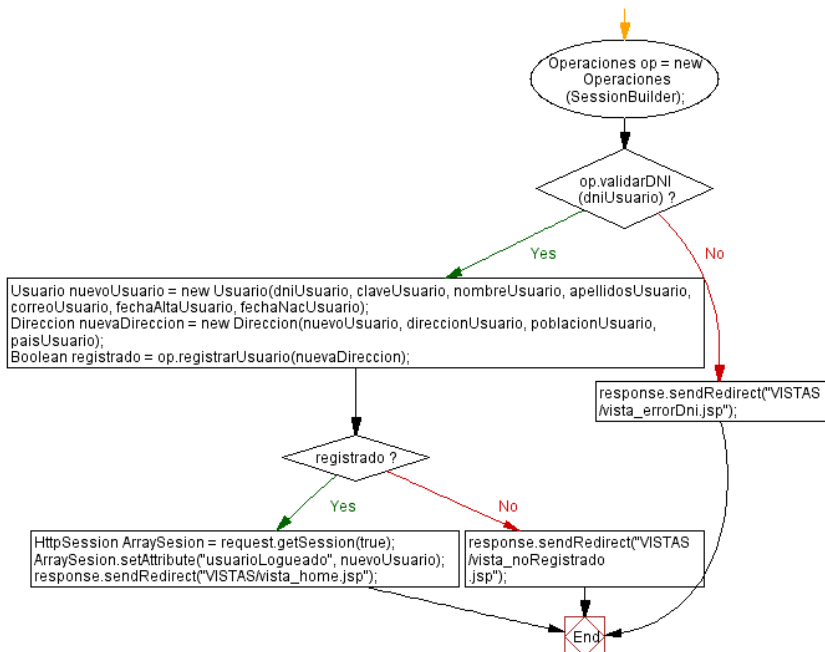 Operaciones op = new
Operaciones
(SessionBuilder);
op.validarDNI
(dniUsuario) ?
Yes
No
Usuario nuevoUsuario = new Usuario(dniUsuario, claveUsuario, nombreUsuario, apellidosUsuario,
correoUsuario, fechaAltaUsuario, fechaNacUsuario);
Direccion nuevaDireccion = new Direccion(nuevoUsuario, direccionUsuario, poblacionUsuario,
paisUsuario);
Boolean registrado = op.registrarUsuario(nuevaDireccion);
response.sendRedirect("VISTAS
/vista_errorDni.jsp");
registrado ?
Yes
No
HttpSession ArraySesion = request.getSession(true);
ArraySesion.setAttribute("usuarioLogueado", nuevoUsuario);
response.sendRedirect("VISTAS/vista_home.jsp");
response.sendRedirect("VISTAS
/vista_noRegistrado
.jsp");
End